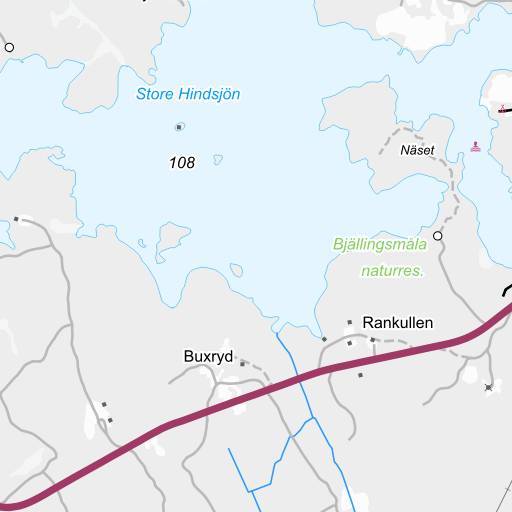 Store Hindsjön
108
Näset
Bjällingsmåla
naturres.
Rankullen
Buxryd